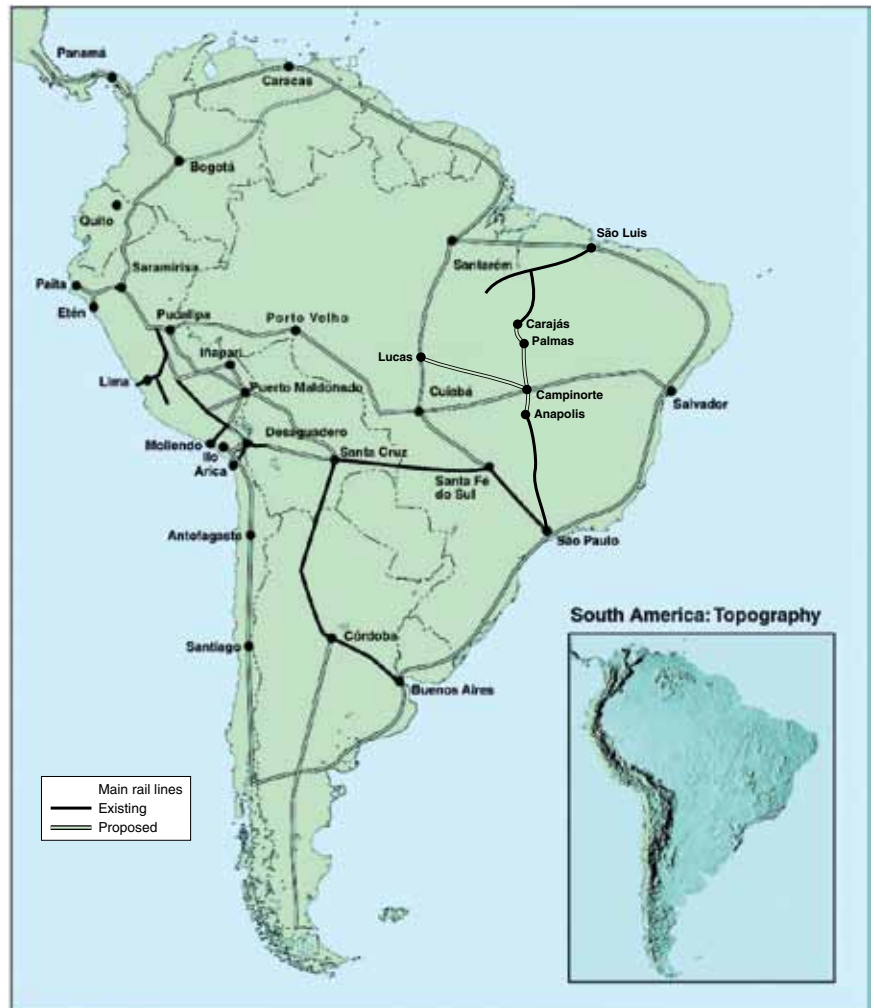 Panamá
Caracas
Bogotá
Quito
São Luis
Santarém
Saramirisa
Paita
Etén
Pucallpa
Porto Velho
Carajás
Palmas
Iñapari
Lucas
Lima
Puerto Maldonado
Cuiabá
Campinorte
Salvador
Anapolis
Mollendo
Desaguadero
Ilo
Santa Cruz
Arica
Santa Fé
do Sul
Antofagasta
São Paulo
South America: Topography
Santiago
Córdoba
Buenos Aires
Main rail lines
Existing
Proposed